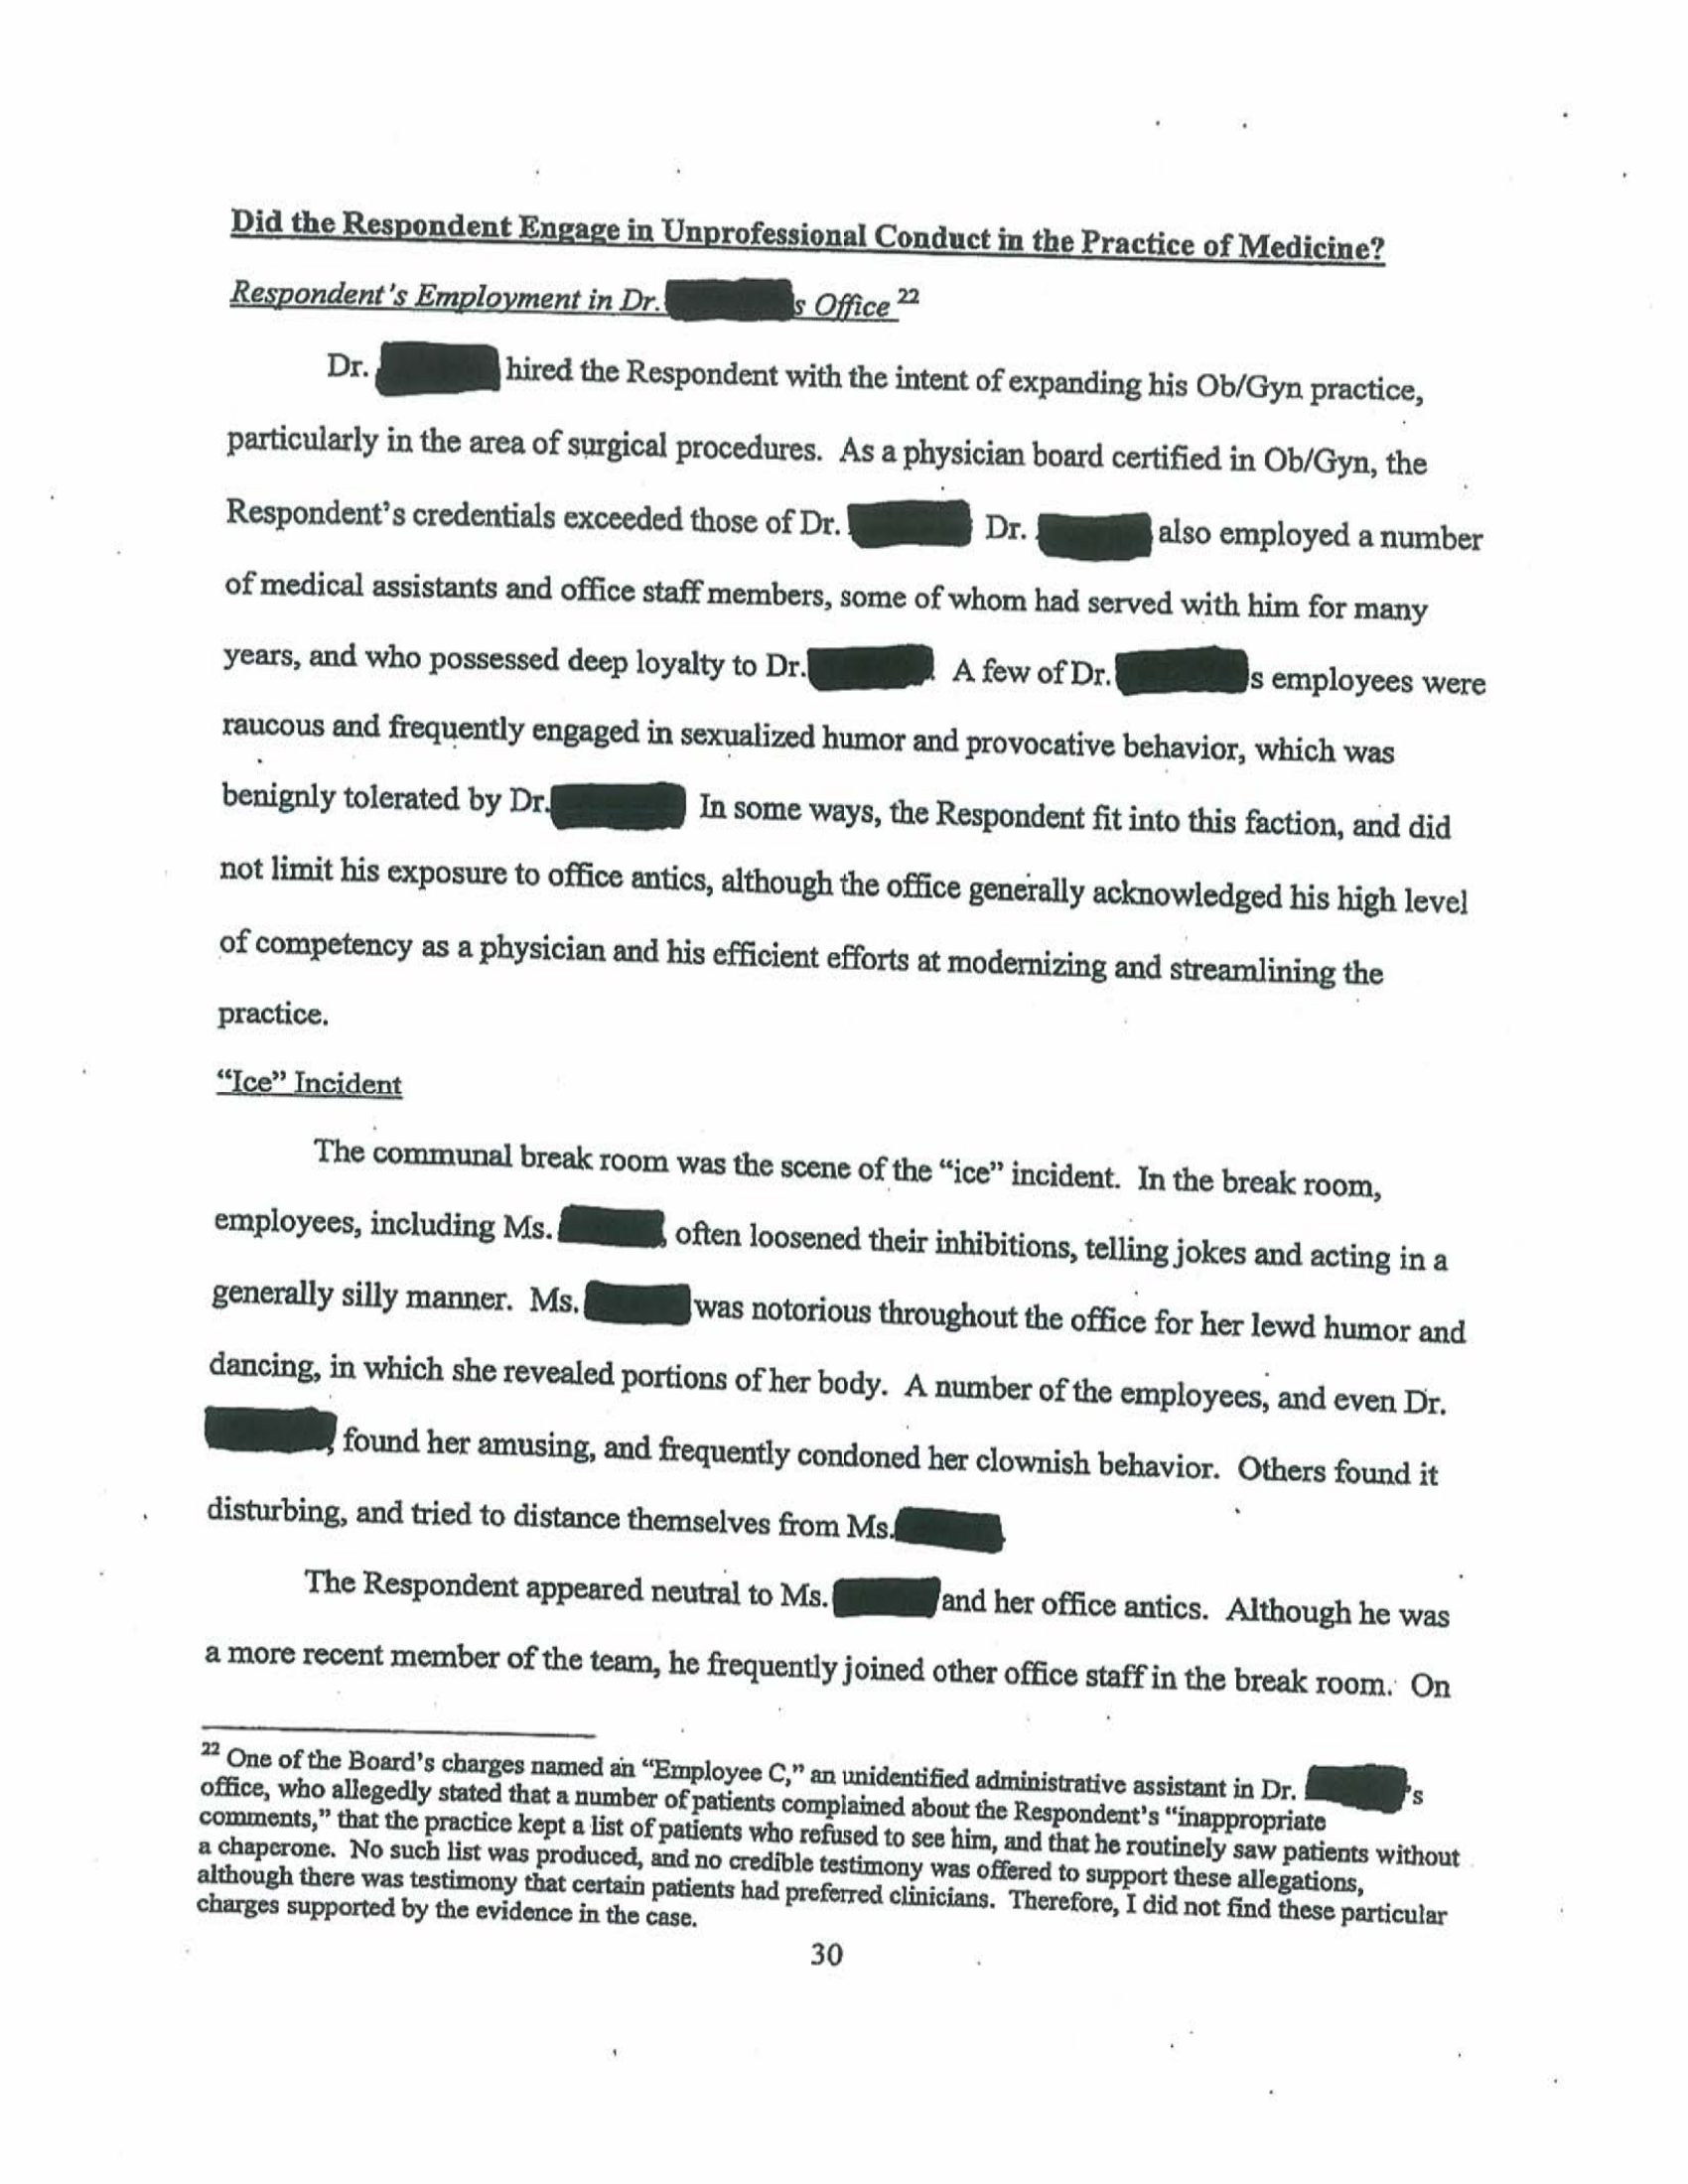 Did the Respondent Engage in Unprofessional Conduct in the Practice of Medicine?
Respondent's Employment in Dr. s Office 22
Dr. hired the Respondent with the intent of expanding his Ob/Gyn practice,
particularly in the area of surgical procedures. As a physician board certified in Ob/Gyn, the
Respondent's credentials exceeded those of Dr. Dr. also employed a number
of medical assistants and office staff members, some of whom had served with him for many
years, and who possessed deep loyalty to Dr. . A few of Dr. s employees were
raucous and frequently engaged in sexualized humor and provocative behavior, which was
benignly tolerated by Dr. In some ways, the Respondent fit into this faction, and did
not limit his exposure to office antics, although the office generally acknowledged his high level
of competency as a physician and his efficient efforts at modernizing and streamlining the
practice.
“Ice” Incident
The communal break room was the scene of the “ice” incident. In the break room,
employees, including Ms. , often loosened their inhibitions, telling jokes and acting in a
generally silly manner. Ms. was notorious throughout the office for her lewd humor and
dancing, in which she revealed portions of her body. A number of the employees, and even Dr.
, found her amusing, and frequently condoned her clownish behavior. Others found it
disturbing, and tried to distance themselves from Ms. .
The Respondent appeared neutral to Ms. and her office antics. Although he was
a more recent member of the team, he frequently joined other office staff in the break room. On
22 One of the Board's charges named an “Employee C,” an unidentified administrative assistant in Dr. 's
office, who allegedly stated that a number of patients complained about the Respondent's “inappropriate
comments,” that the practice kept a list of patients who refused to see him, and that he routinely saw patients without
a chaperone. No such list was produced, and no credible testimony was offered to support these allegations,
although there was testimony that certain patients had preferred clinicians. Therefore, I did not find these particular
charges supported by the evidence in the case.
30